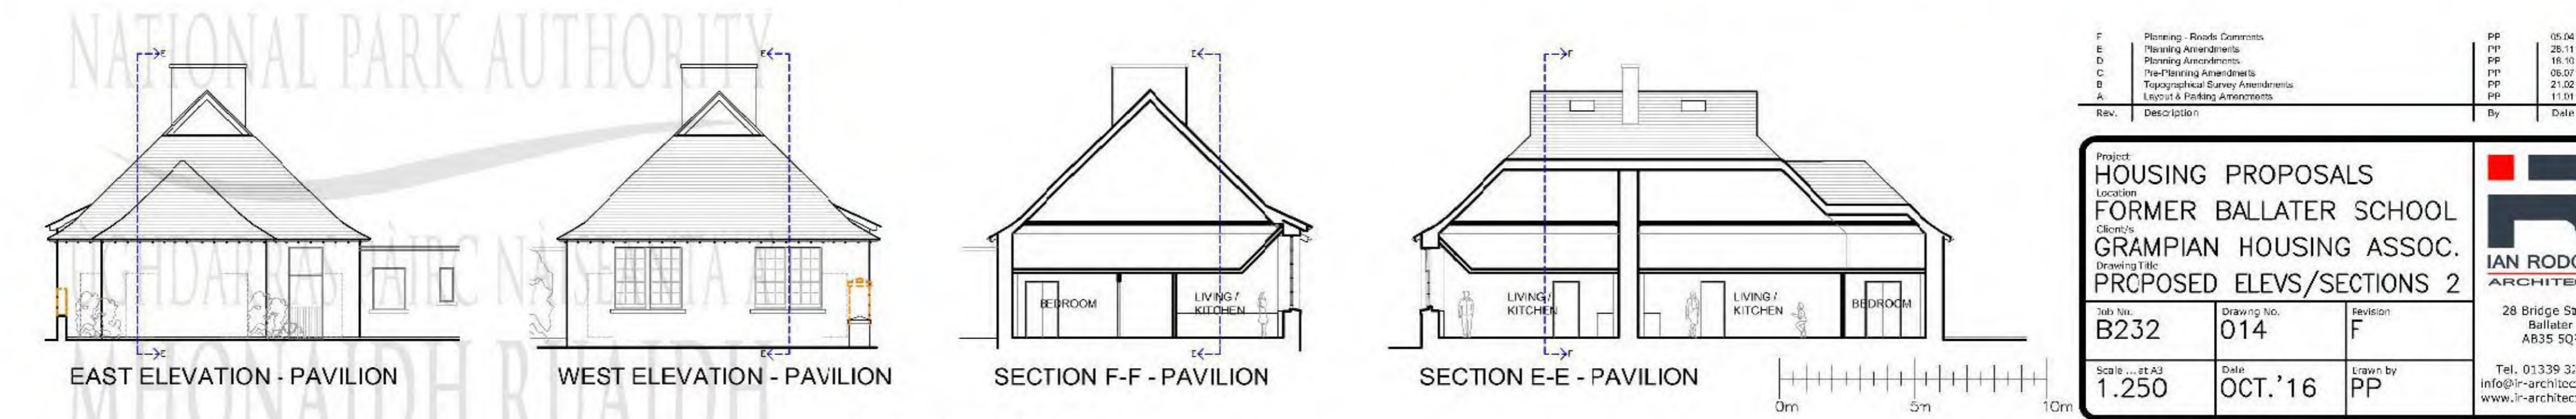 NATIONAL PARK AUTHORITY
MHONAIDH RUAIDH
E
E
E
E
E
E
F
F
BEDROOM
LIVING /
KITCHEN
LIVING /
KITCHEN
LIVING /
KITCHEN
BEDROOM
EAST ELEVATION - PAVILION
WEST ELEVATION - PAVILION
SECTION F-F - PAVILION
SECTION E-E - PAVILION
0m 5m 10m
F Planning - Roads Comments PP 05.04
E Planning Amendments PP 28.11
D Planning Amendments PP 18.10
C Pre-Planning Amendments PP 06.07
B Topographical Survey Amendments PP 21.02
A Layout & Parking Amendments PP 11.01
Rev. Description By Date
Project
HOUSING PROPOSALS
Location
FORMER BALLATER SCHOOL
Client/s
GRAMPIAN HOUSING ASSOC.
Drawing Title
PROPOSED ELEVS/SECTIONS 2
Job No.
B232
Drawing No.
014
Revision
F
Scale ... at A3
1.250
Date
OCT.'16
Drawn by
PP
IAN RODG
ARCHITEC
28 Bridge St
Ballater
AB35 5Q
Tel. 01339 32
info@ir-architec
www.ir-architec